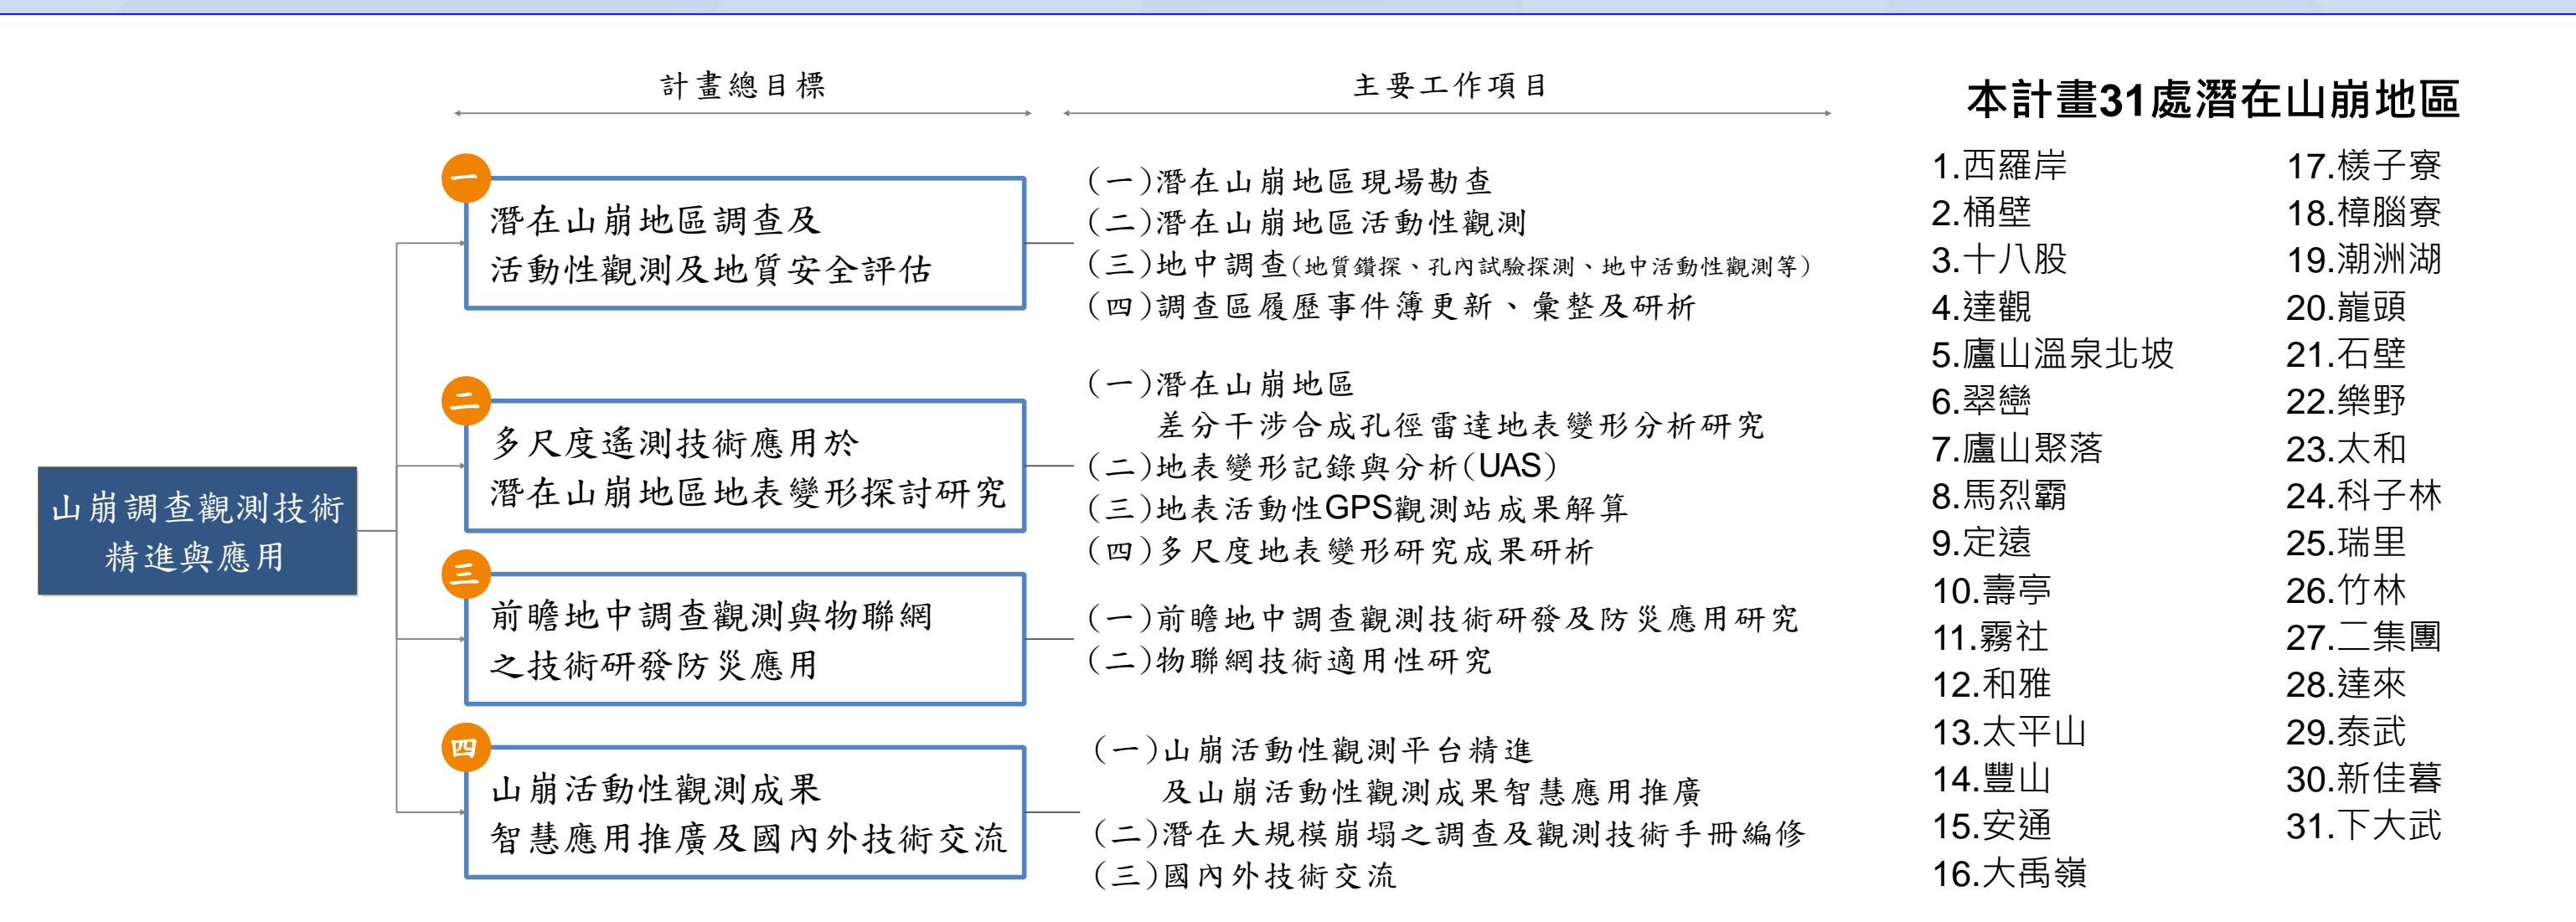 計畫總目標
主要工作項目
山崩調查觀測技術
精進與應用
一
潛在山崩地區調查及
活動性觀測及地質安全評估
(一)潛在山崩地區現場勘查
(二)潛在山崩地區活動性觀測
(三)地中調查(地質鑽探、孔內試驗探測、地中活動性觀測等)
(四)調查區履歷事件簿更新、彙整及研析
二
多尺度遙測技術應用於
潛在山崩地區地表變形探討研究
(一)潛在山崩地區
差分干涉合成孔徑雷達地表變形分析研究
(二)地表變形記錄與分析(UAS)
(三)地表活動性GPS觀測站成果解算
(四)多尺度地表變形研究成果研析
三
前瞻地中調查觀測與物聯網
之技術研發防災應用
(一)前瞻地中調查觀測技術研發及防災應用研究
(二)物聯網技術適用性研究
四
山崩活動性觀測成果
智慧應用推廣及國內外技術交流
(一)山崩活動性觀測平台精進
及山崩活動性觀測成果智慧應用推廣
(二)潛在大規模崩塌之調查及觀測技術手冊編修
(三)國內外技術交流
本計畫31處潛在山崩地區
1.西羅岸
2.桶壁
3.十八股
4.達觀
5.廬山溫泉北坡
6.翠巒
7.廬山聚落
8.馬烈霸
9.定遠
10.壽亭
11.霧社
12.和雅
13.太平山
14.豐山
15.安通
16.大禹嶺
17.檨子寮
18.樟腦寮
19.潮洲湖
20.巃頭
21.石壁
22.樂野
23.太和
24.科子林
25.瑞里
26.竹林
27.二集團
28.達來
29.泰武
30.新佳暮
31.下大武